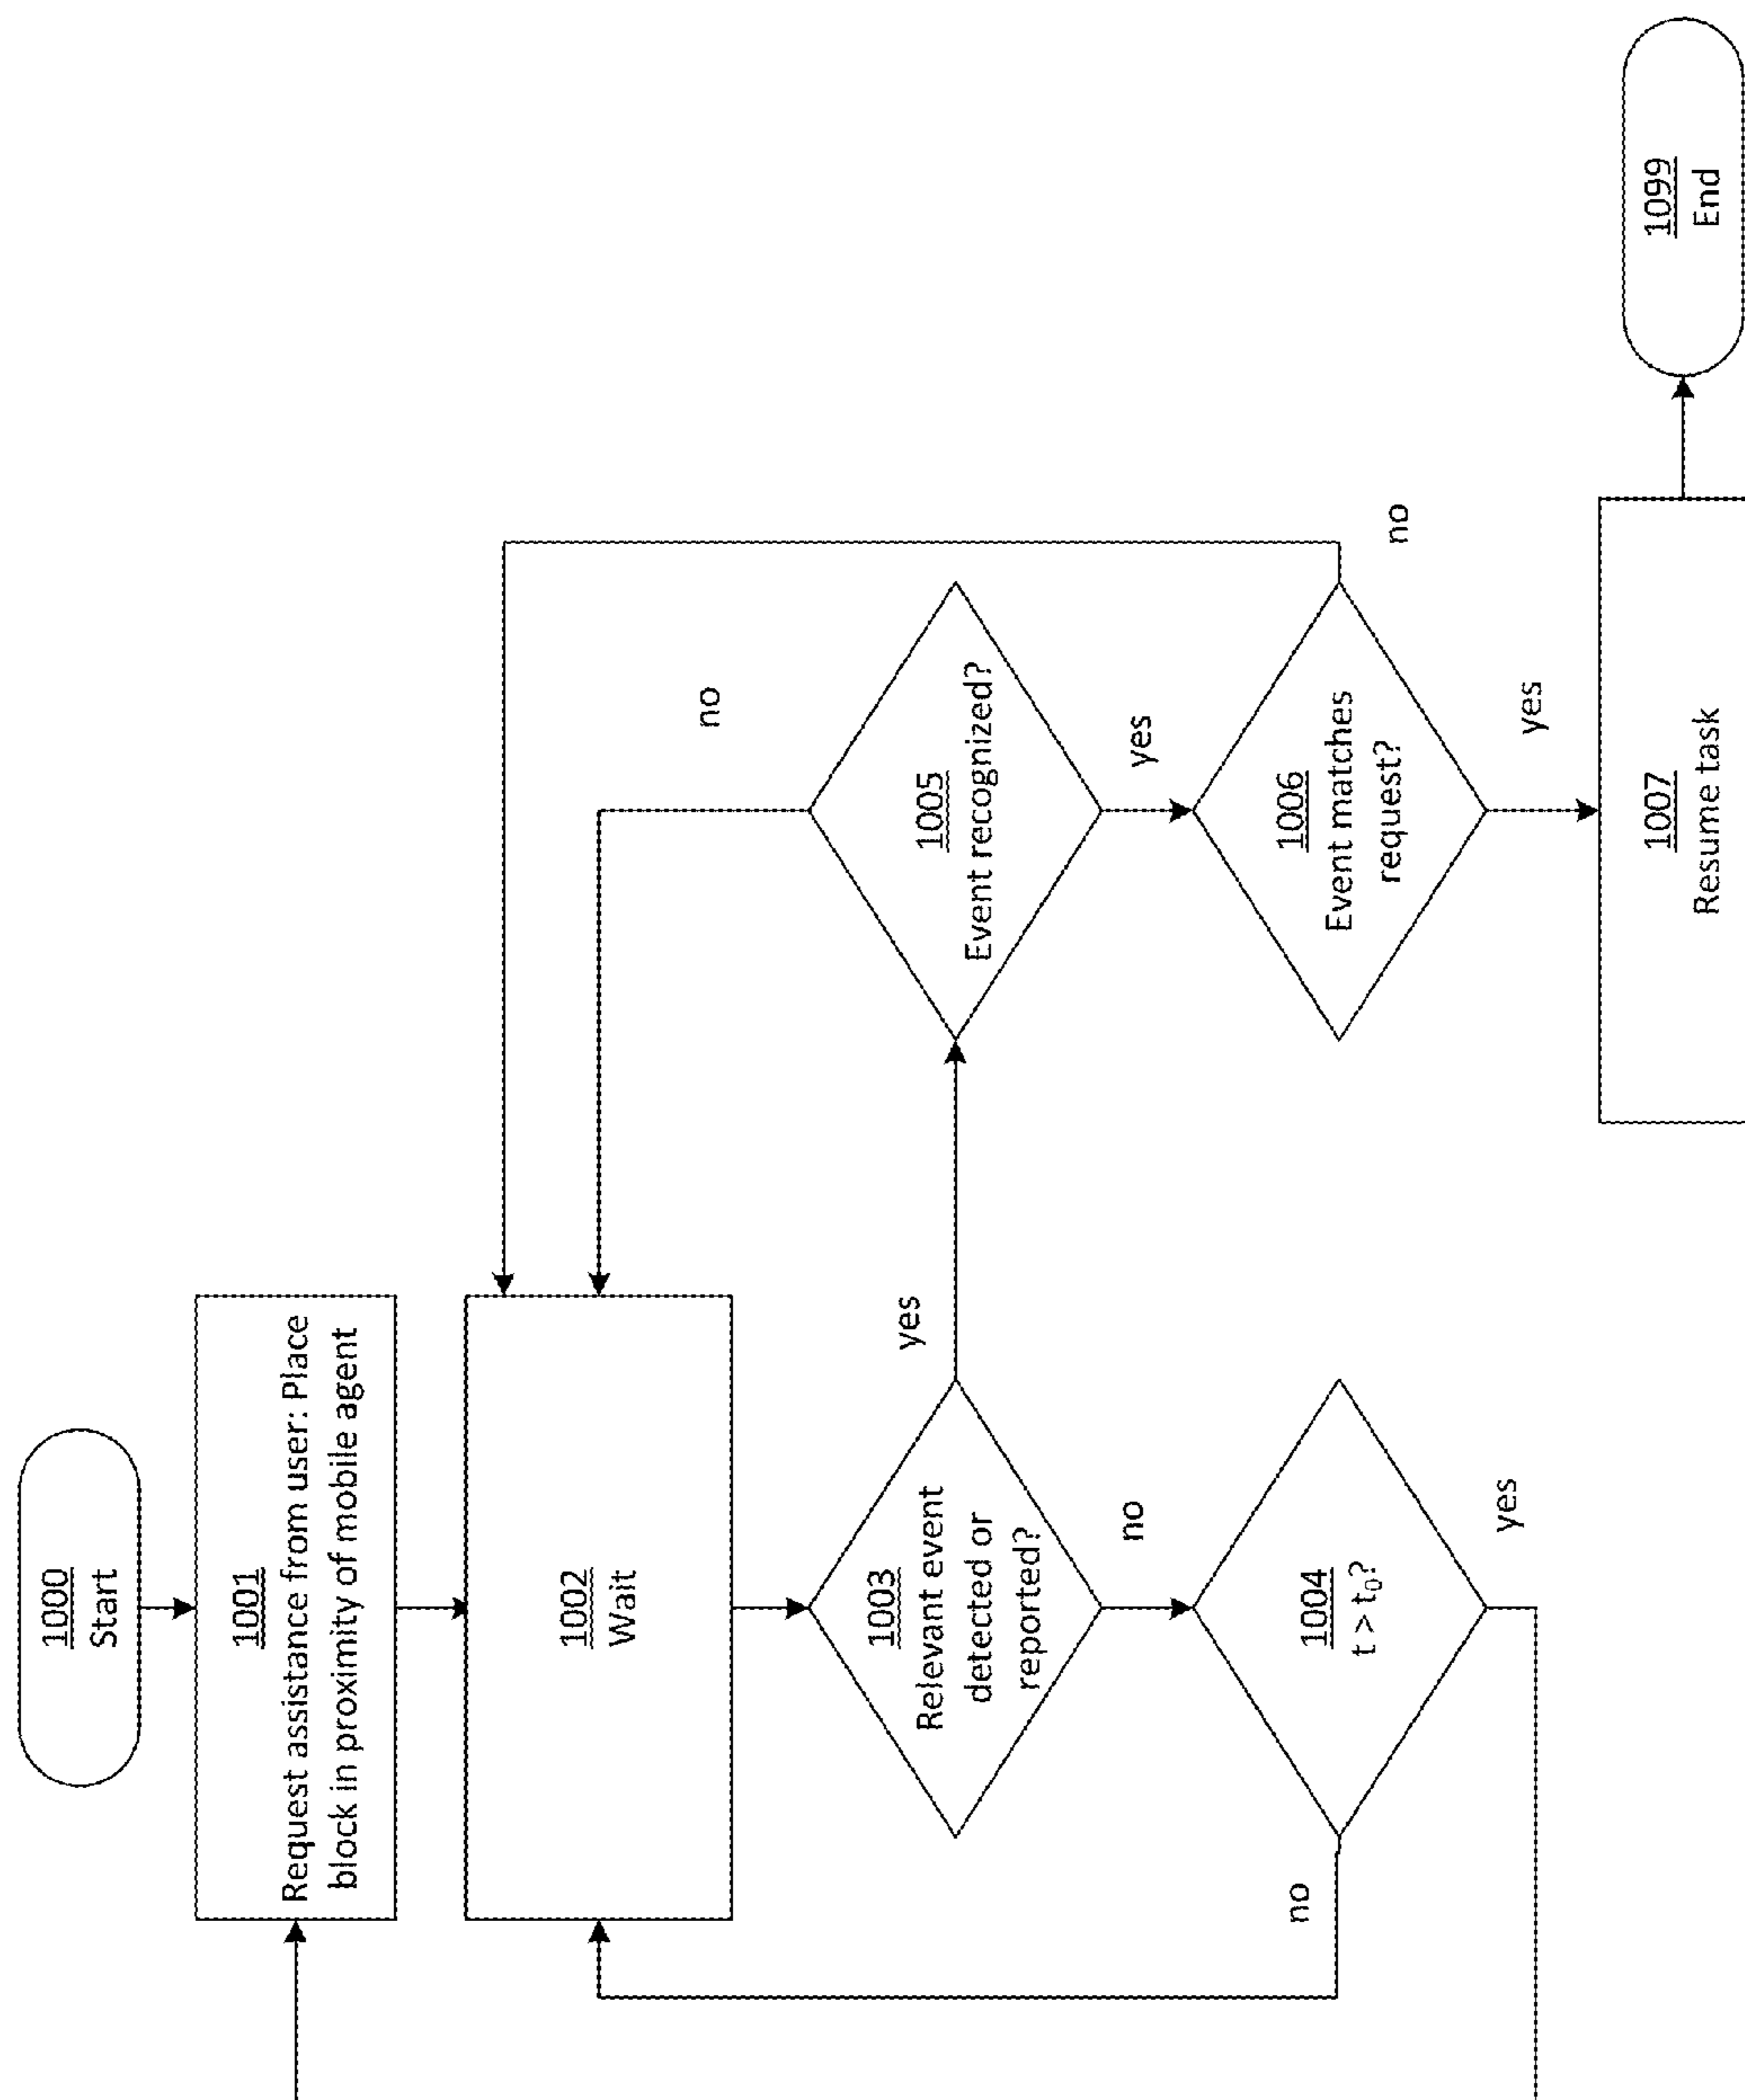 1000
Start
1001
Request assistance from user: Place
block in proximity of mobile agent
1002
Wait
1003
Relevant event
detected or
reported?
yes
no
1004
t > t₀?
no
yes
1005
Event recognized?
no
yes
1006
Event matches
request?
no
yes
1007
Resume task
1099
End